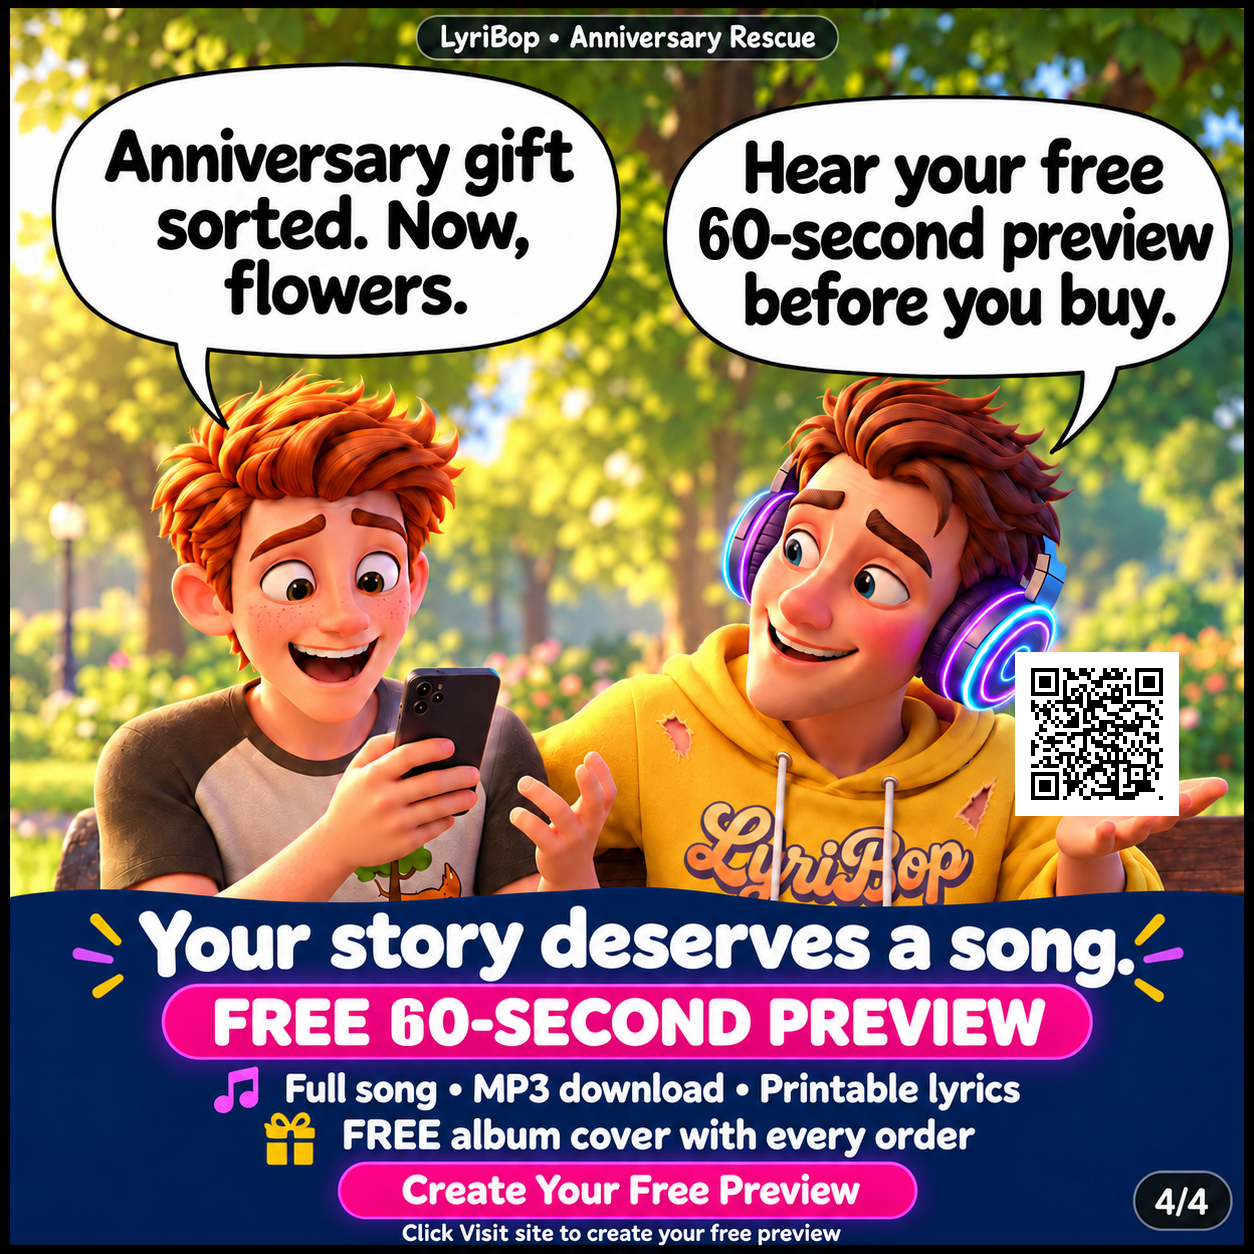 LyriBop • Anniversary Rescue
Anniversary gift
sorted. Now,
flowers.
Hear your free
60-second preview
before you buy.
LyriBop
Your story deserves a song.
FREE 60-SECOND PREVIEW
Full song • MP3 download • Printable lyrics
FREE album cover with every order
Create Your Free Preview
Click Visit site to create your free preview
4/4